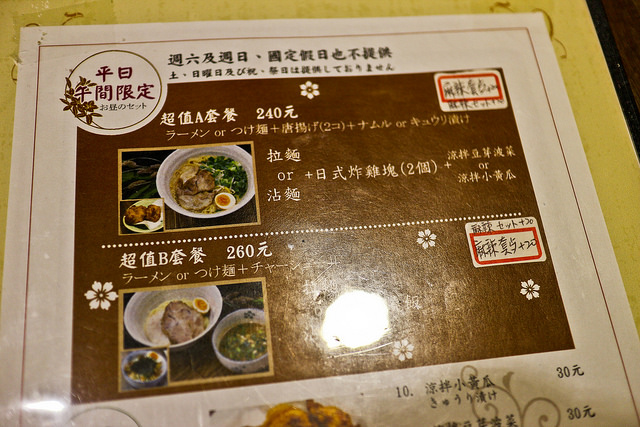 週六及週日、國定假日也不提供
土、日曜日及び祝、祭日は提供しておりません
平日
午間限定
お昼のセット
超值A套餐 240元
ラーメン or つけ麺+唐揚げ(2コ)+ナムル or キュウリ漬け
拉麵
or +日式炸雞塊(2個)+
沾麵
涼拌豆芽菠菜
or
涼拌小黃瓜
超值B套餐 260元
麻辣セット+20
ラーメン or つけ麺+チャー
飯
10. 涼拌小黃瓜 30元
きゅうり漬け
30元